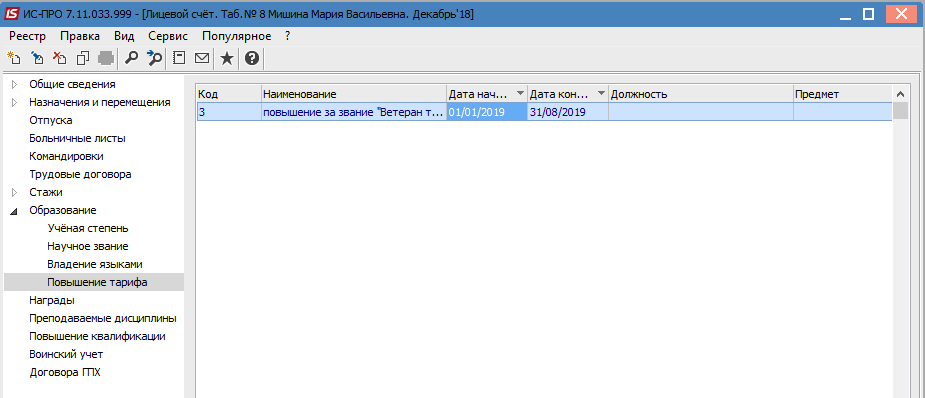 ИС-ПРО 7.11.033.999 - [Лицевой счёт. Таб.№ 8 Мишина Мария Васильевна. Декабрь'18]
Реестр Правка Вид Сервис Популярное ?
Общие сведения
Назначения и перемещения
Отпуска
Больничные листы
Командировки
Трудовые договора
Стажи
Образование
Учёная степень
Научное звание
Владение языками
Повышение тарифа
Награды
Преподаваемые дисциплины
Повышение квалификации
Воинский учет
Договора ГПХ
Код Наименование Дата нач... Дата кон... Должность Предмет
3 повышение за звание "Ветеран т... 01/01/2019 31/08/2019